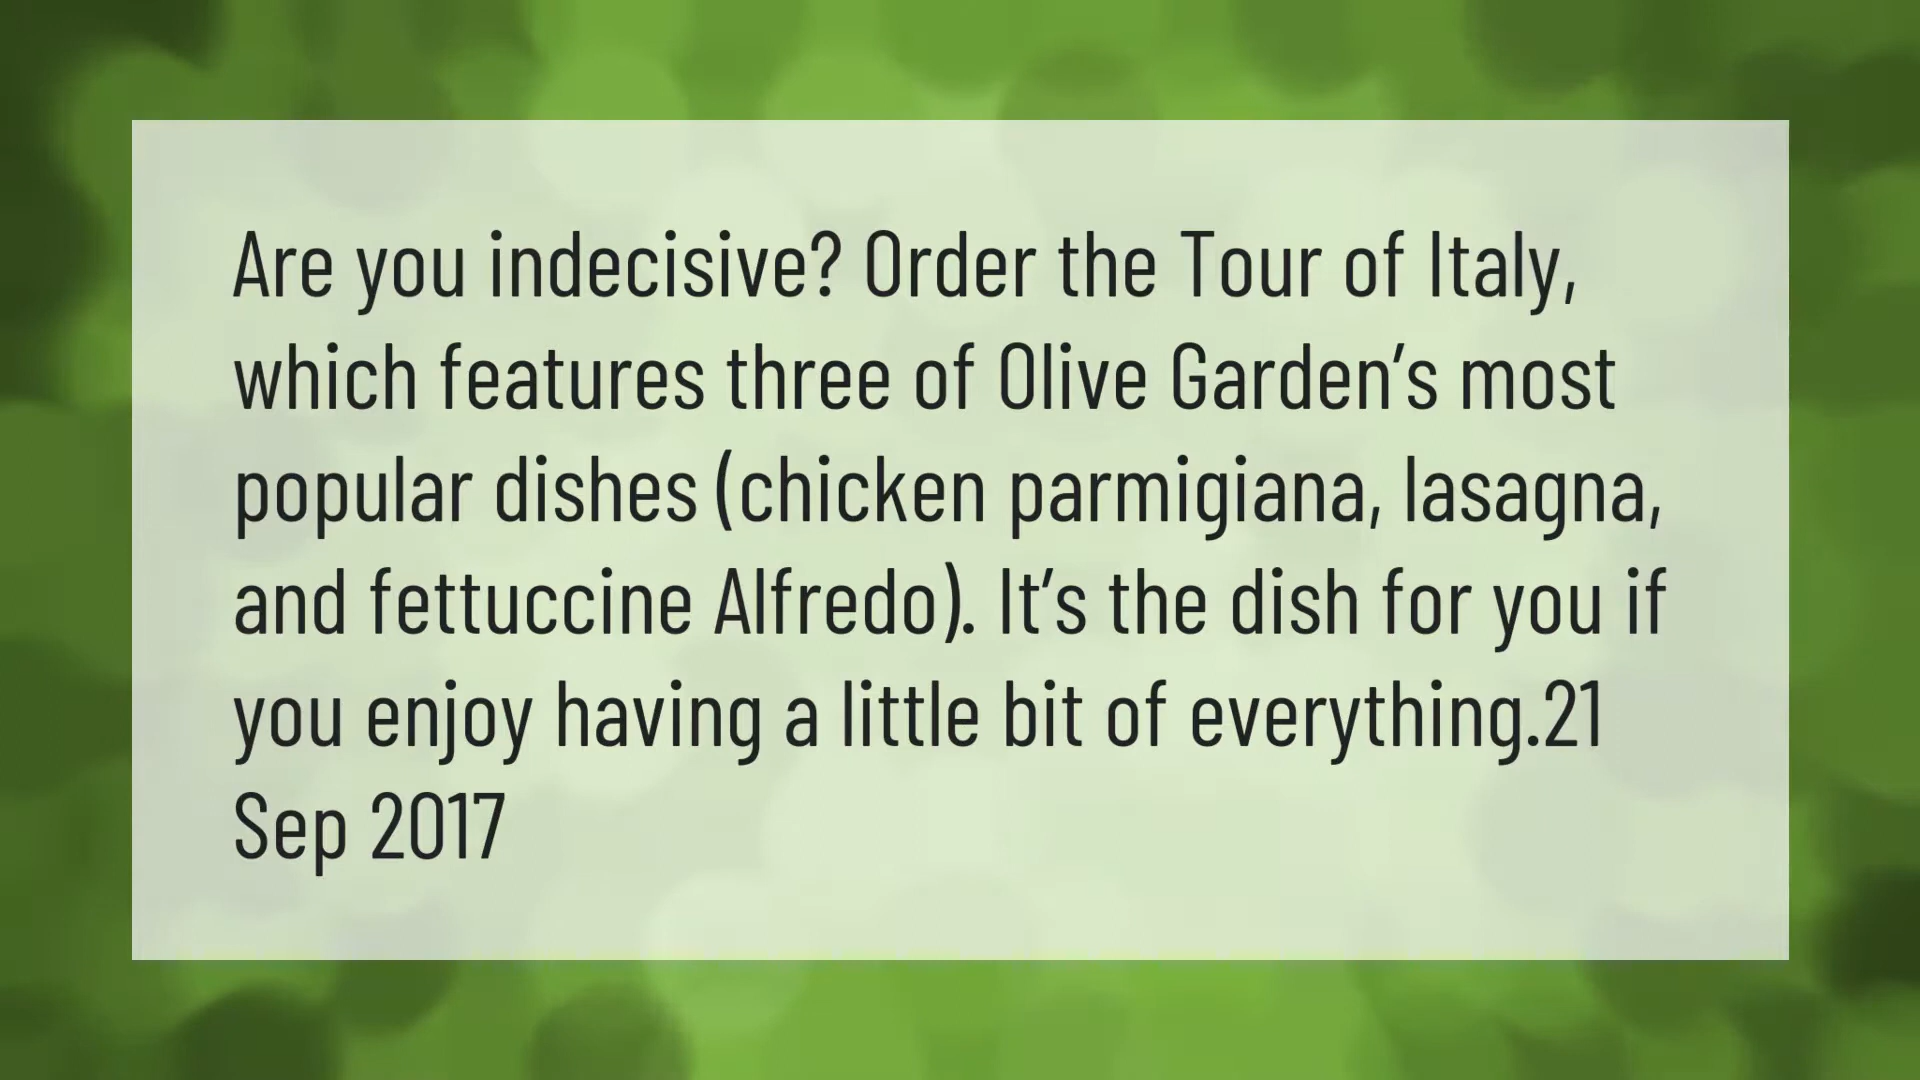 Are you indecisive? Order the Tour of Italy,
which features three of Olive Garden’s most
popular dishes (chicken parmigiana, lasagna,
and fettuccine Alfredo). It’s the dish for you if
you enjoy having a little bit of everything.21
Sep 2017